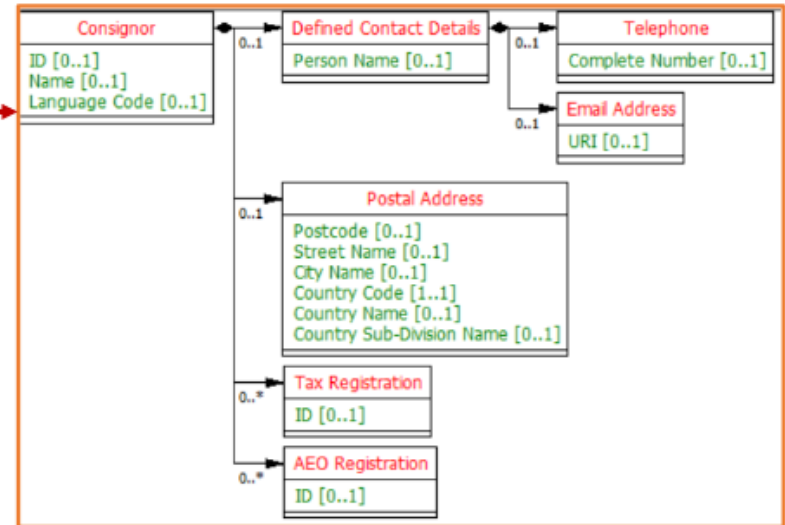 Consignor
ID [0..1]
Name [0..1]
Language Code [0..1]
0..1
Defined Contact Details
Person Name [0..1]
0..1
Telephone
Complete Number [0..1]
0..1
Email Address
URI [0..1]
0..1
Postal Address
Postcode [0..1]
Street Name [0..1]
City Name [0..1]
Country Code [1..1]
Country Name [0..1]
Country Sub-Division Name [0..1]
0..*
Tax Registration
ID [0..1]
0..*
AEO Registration
ID [0..1]